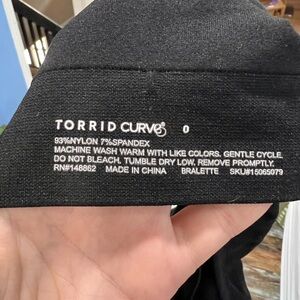 TORRID CURVE 0
93%NYLON 7%SPANDEX
MACHINE WASH WARM WITH LIKE COLORS. GENTLE CYCLE.
DO NOT BLEACH. TUMBLE DRY LOW. REMOVE PROMPTLY.
RN#148862 MADE IN CHINA BRALETTE SKU#15065079